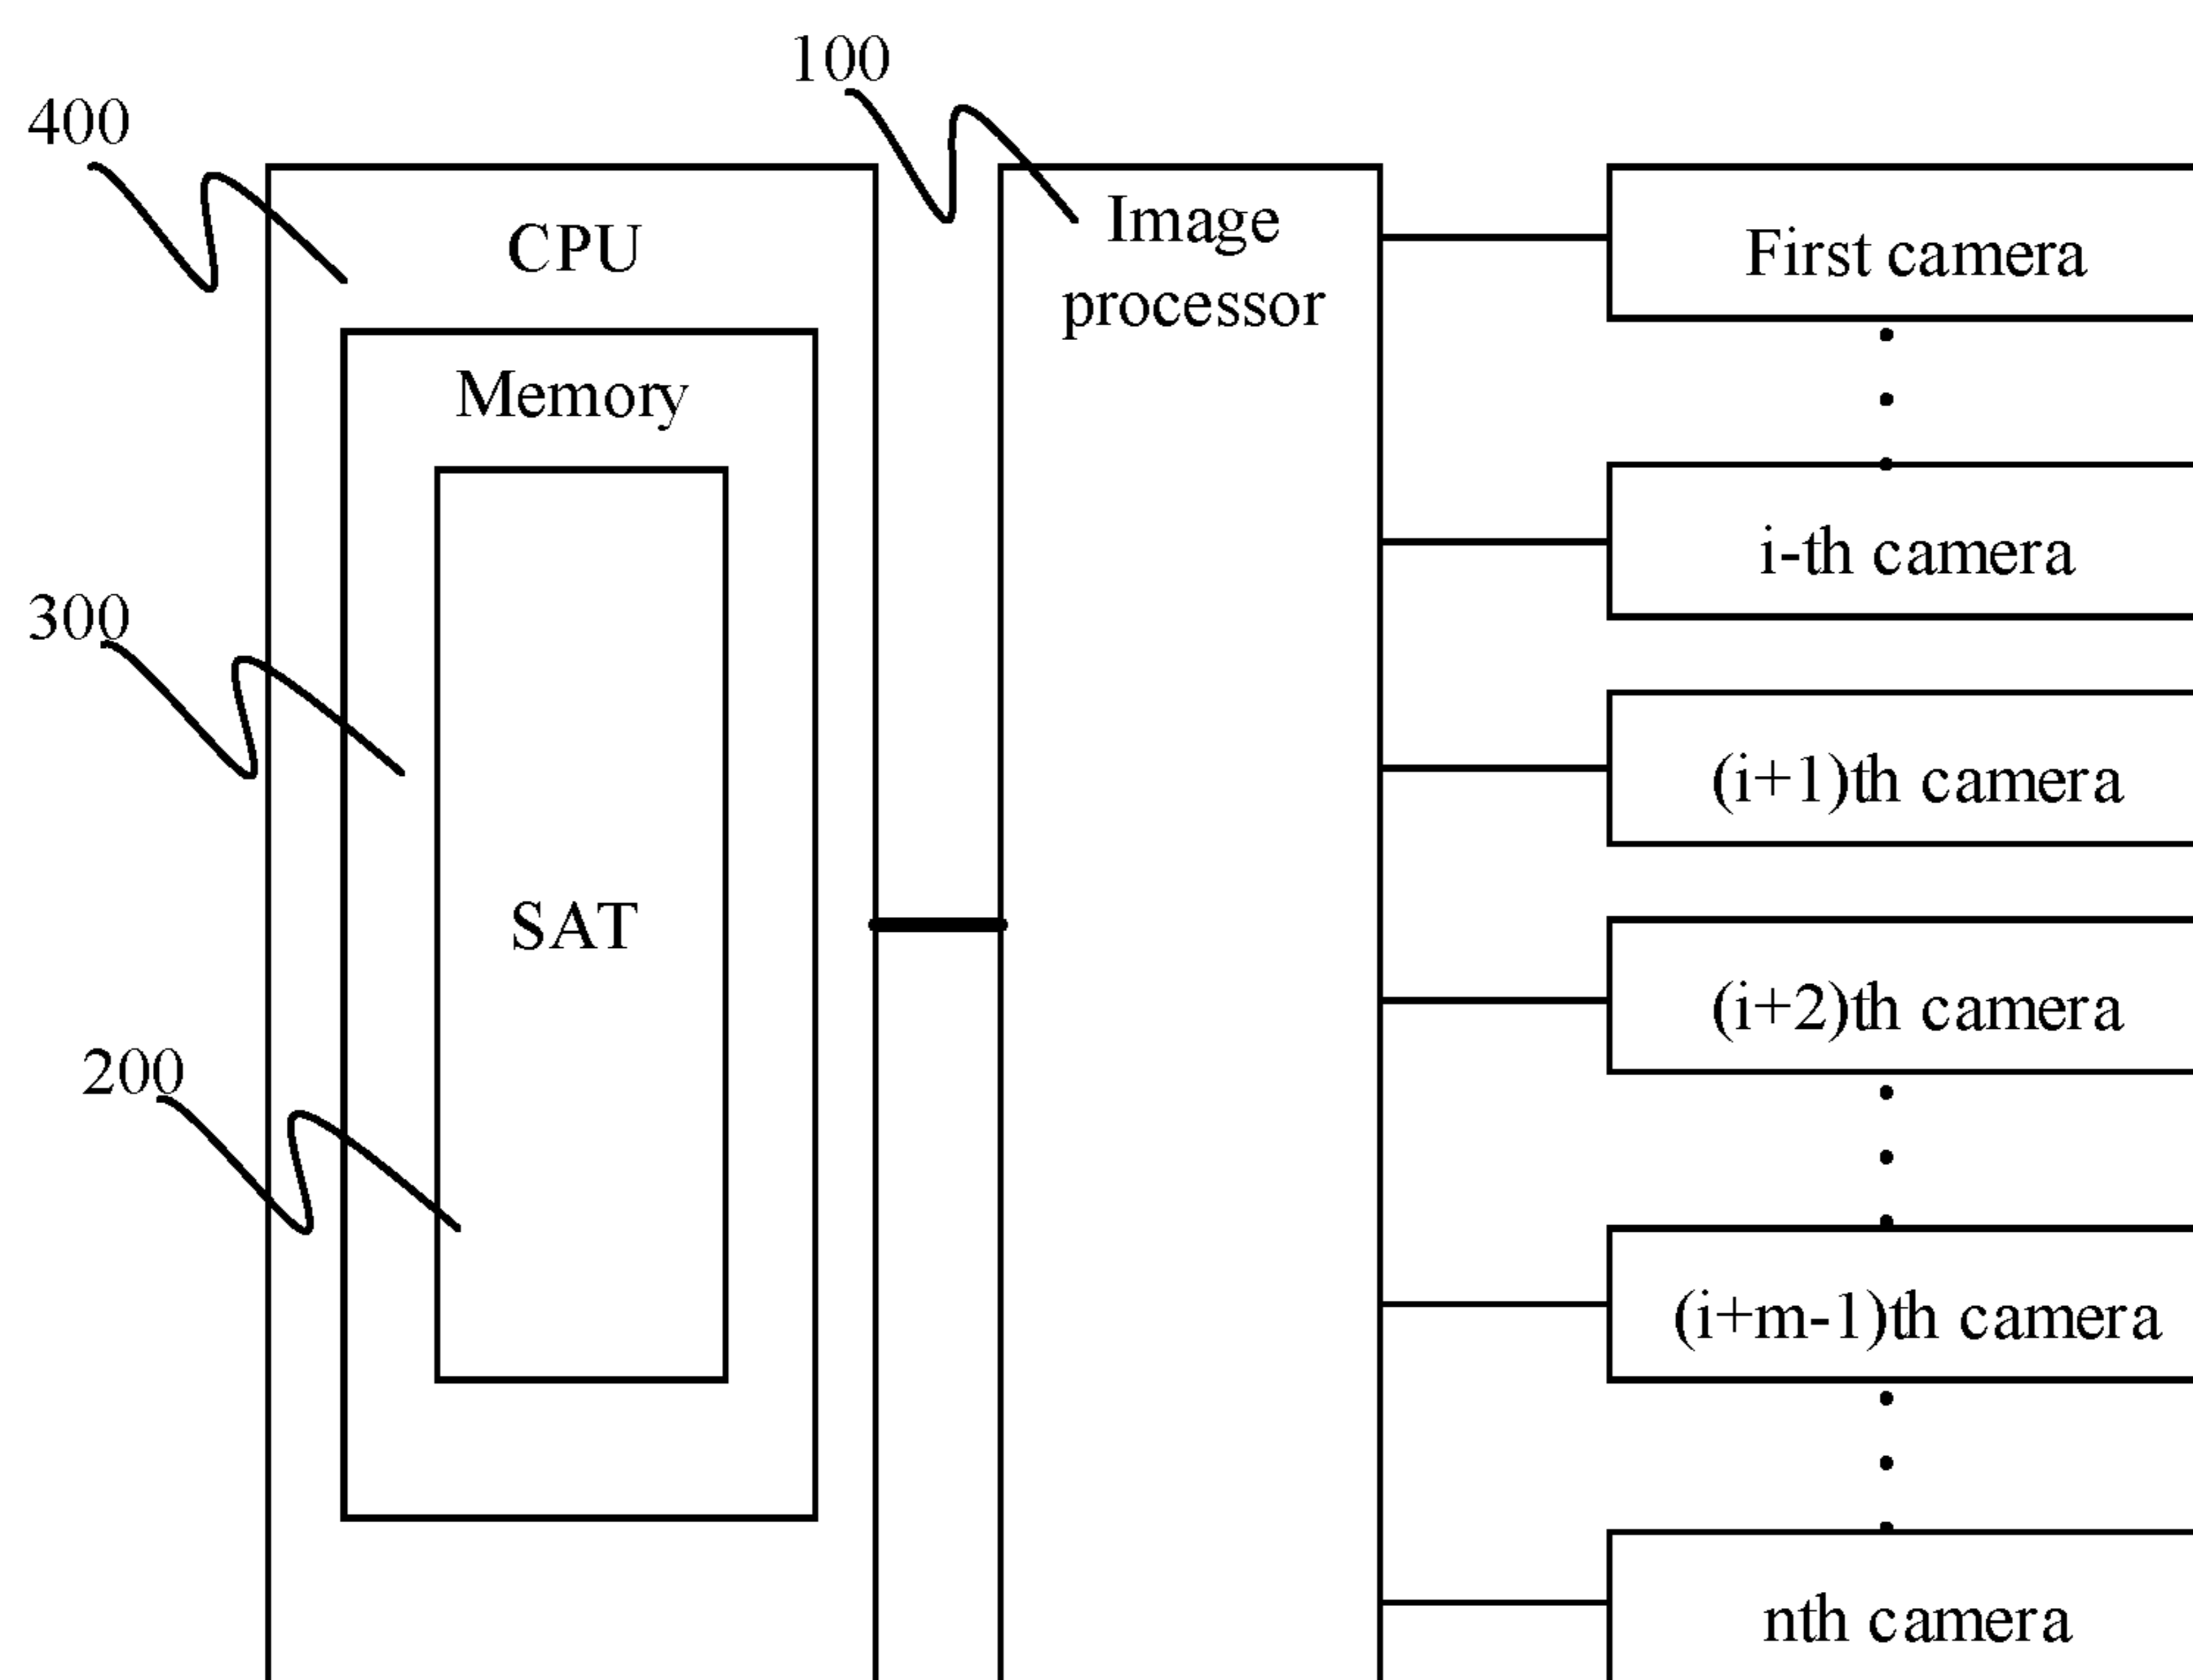 100
400
CPU
Memory
SAT
300
200
Image
processor
First camera
i-th camera
(i+1)th camera
(i+2)th camera
(i+m-1)th camera
nth camera